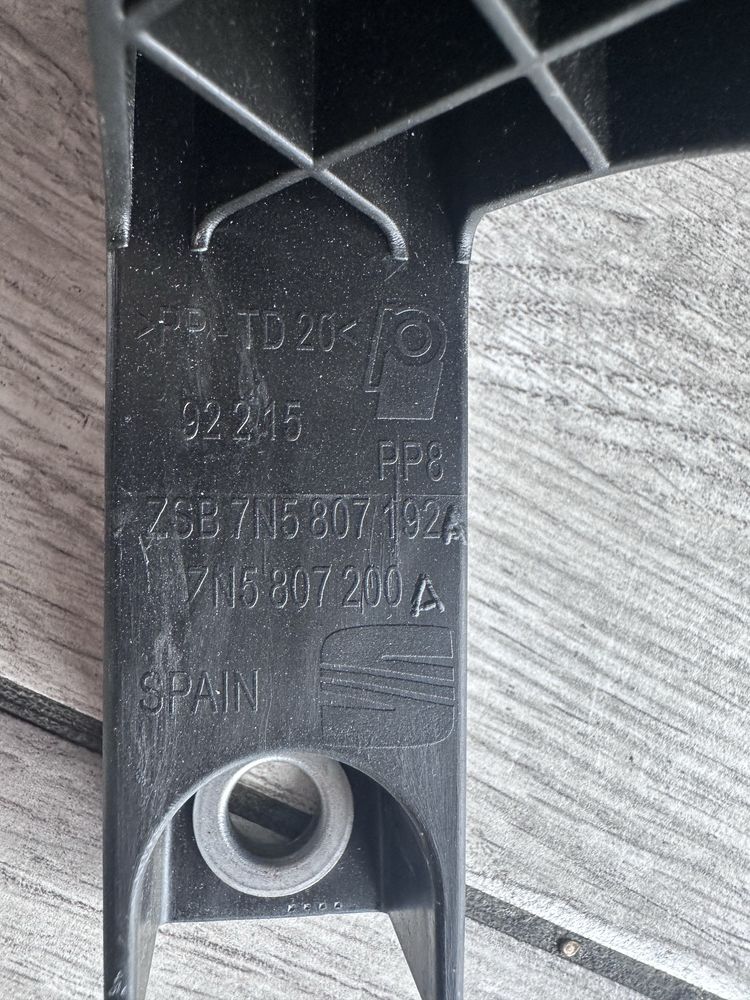 >PP-TD 20<
92 2 15
PP8
ZSB 7N5 807 192 A
7N5 807 200 A
SPAIN